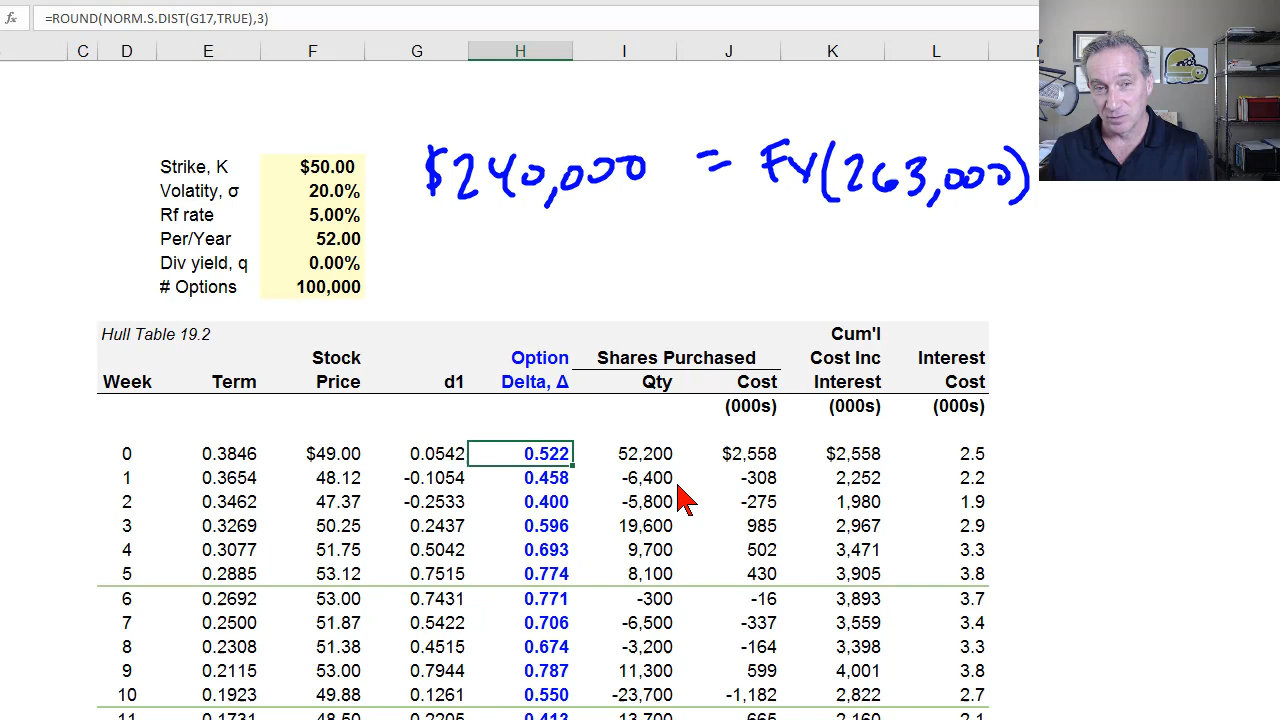 fx =ROUND(NORM.S.DIST(G17,TRUE),3)
C D E F G H I J K L
$240,000 = FV(263,000)
Strike, K $50.00
Volatity, σ 20.0%
Rf rate 5.00%
Per/Year 52.00
Div yield, q 0.00%
# Options 100,000
Hull Table 19.2 Cum'l
Stock Option Shares Purchased Cost Inc Interest
Week Term Price d1 Delta, Δ Qty Cost Interest Cost
(000s) (000s) (000s)
0 0.3846 $49.00 0.0542 0.522 52,200 $2,558 $2,558 2.5
1 0.3654 48.12 -0.1054 0.458 -6,400 -308 2,252 2.2
2 0.3462 47.37 -0.2533 0.400 -5,800 -275 1,980 1.9
3 0.3269 50.25 0.2437 0.596 19,600 985 2,967 2.9
4 0.3077 51.75 0.5042 0.693 9,700 502 3,471 3.3
5 0.2885 53.12 0.7515 0.774 8,100 430 3,905 3.8
6 0.2692 53.00 0.7431 0.771 -300 -16 3,893 3.7
7 0.2500 51.87 0.5422 0.706 -6,500 -337 3,559 3.4
8 0.2308 51.38 0.4515 0.674 -3,200 -164 3,398 3.3
9 0.2115 53.00 0.7944 0.787 11,300 599 4,001 3.8
10 0.1923 49.88 0.1261 0.550 -23,700 -1,182 2,822 2.7